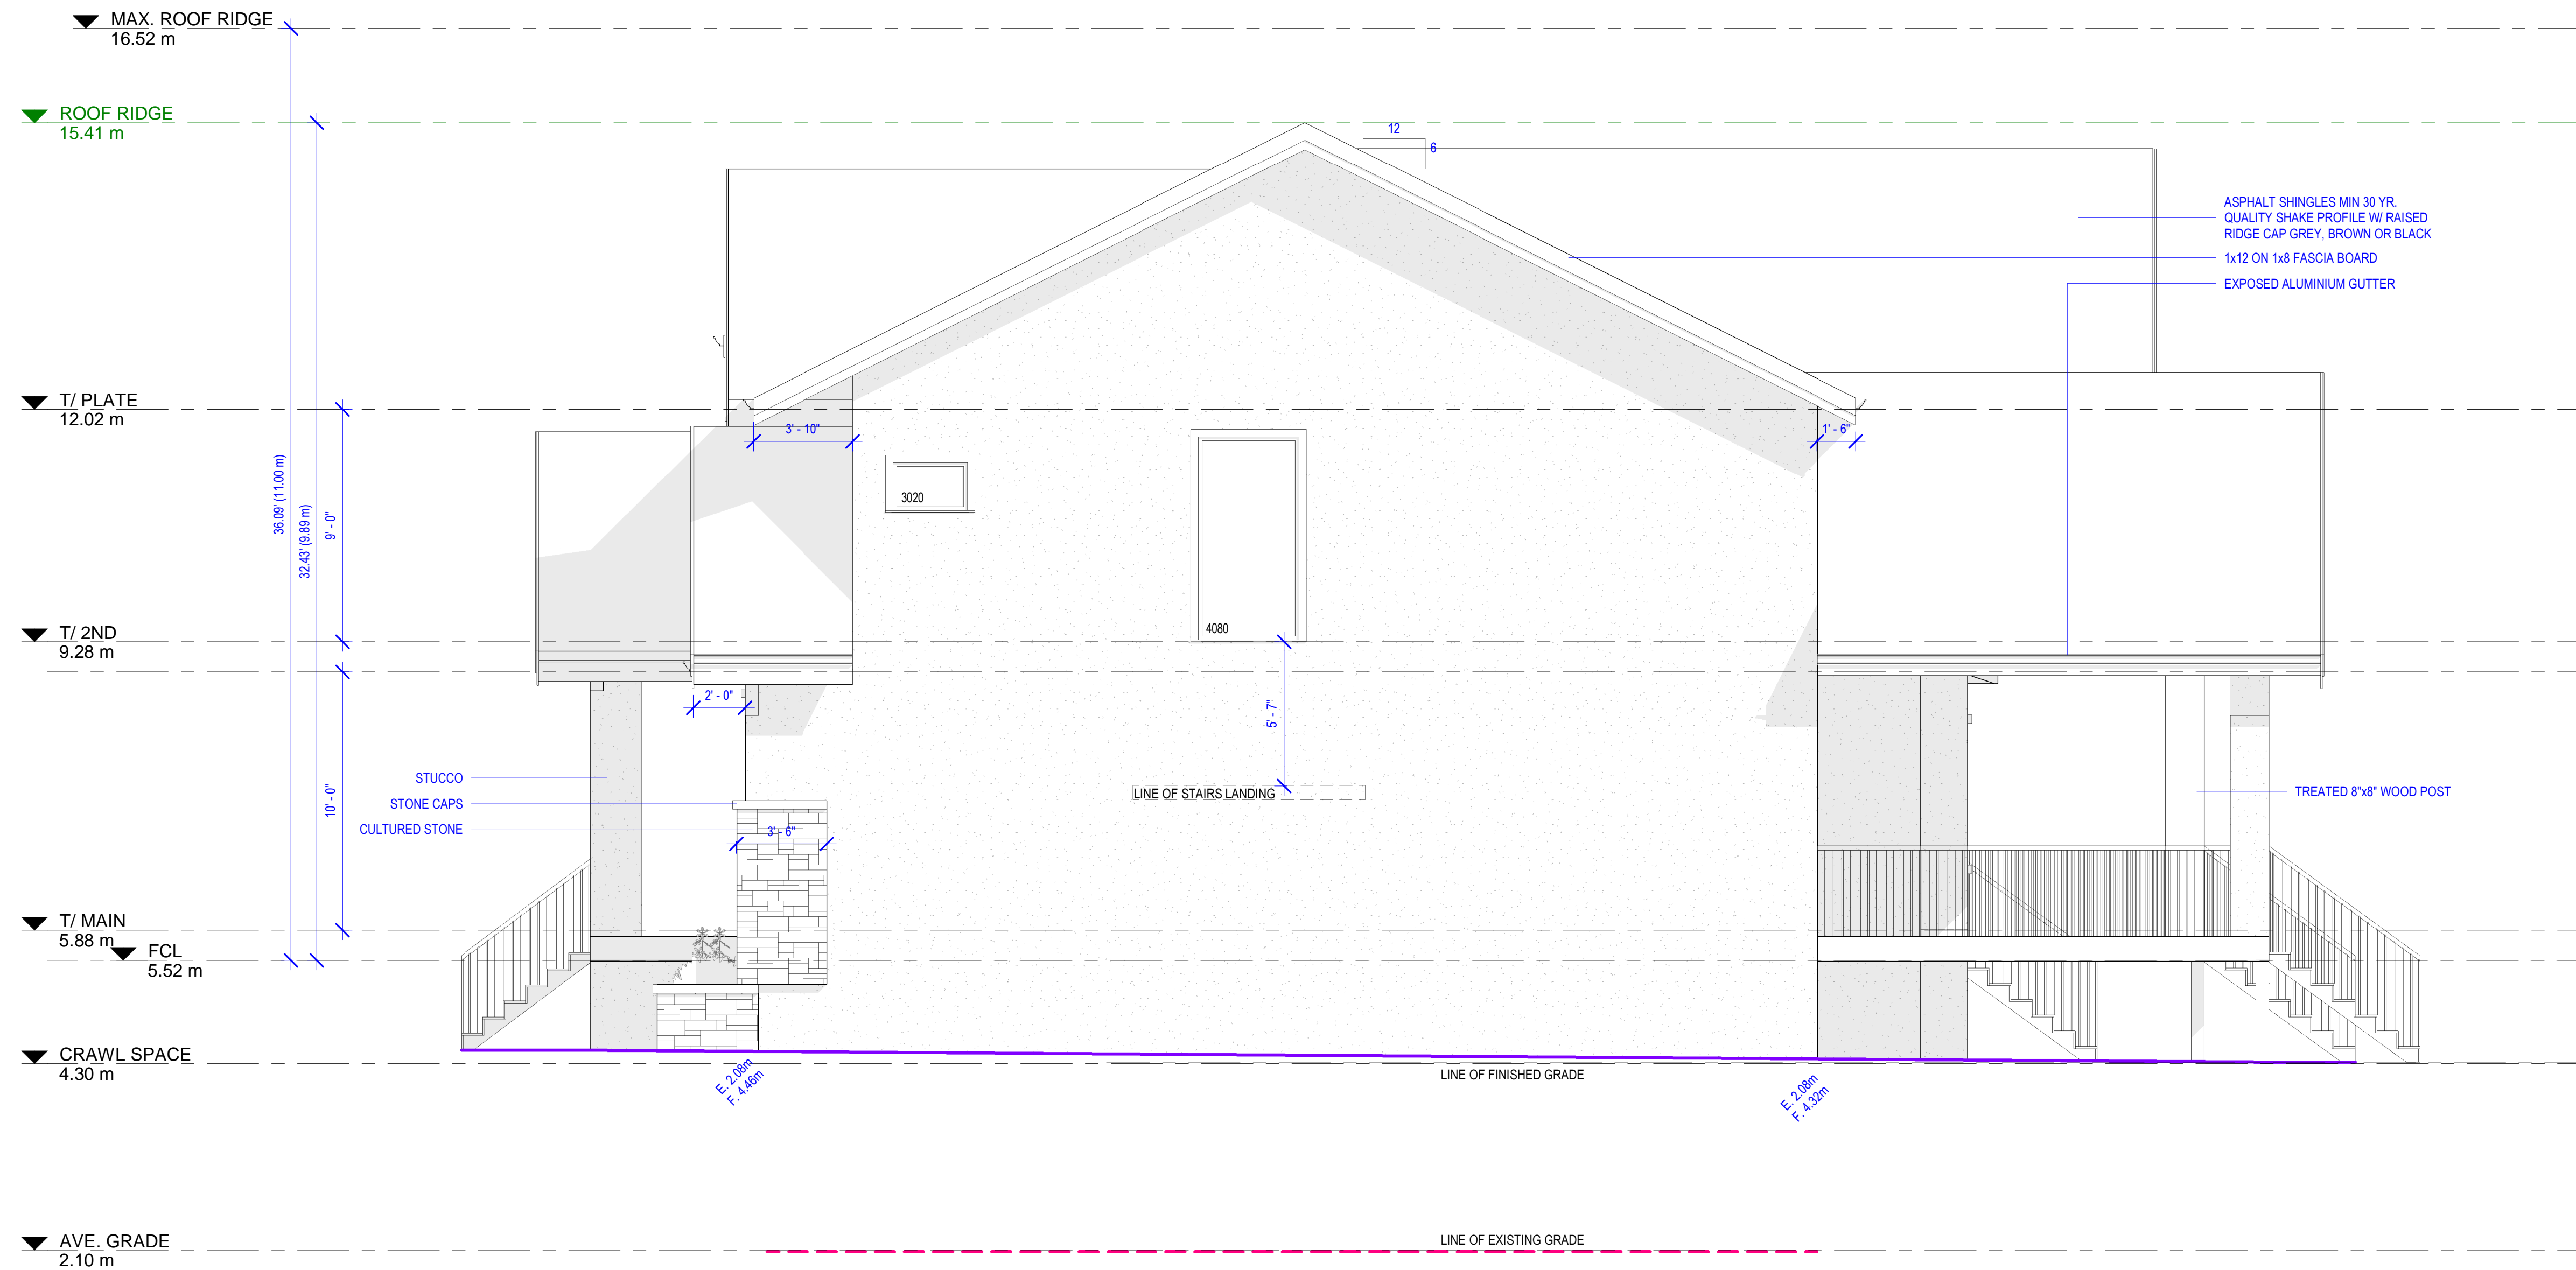 MAX. ROOF RIDGE
16.52 m
ROOF RIDGE
15.41 m
12
6
ASPHALT SHINGLES MIN 30 YR.
QUALITY SHAKE PROFILE W/ RAISED
RIDGE CAP GREY, BROWN OR BLACK
1x12 ON 1x8 FASCIA BOARD
EXPOSED ALUMINIUM GUTTER
T/ PLATE
12.02 m
3' - 10"
1' - 6"
36.09' (11.00 m)
32.43' (9.89 m)
9' - 0"
3020
4080
T/ 2ND
9.28 m
2' - 0"
5' - 7"
10' - 0"
STUCCO
STONE CAPS
CULTURED STONE
3' - 6"
LINE OF STAIRS LANDING
TREATED 8"x8" WOOD POST
T/ MAIN
5.88 m
FCL
5.52 m
CRAWL SPACE
4.30 m
E. 2.08m
F. 4.46m
LINE OF FINISHED GRADE
E. 2.08m
F. 4.32m
AVE. GRADE
2.10 m
LINE OF EXISTING GRADE